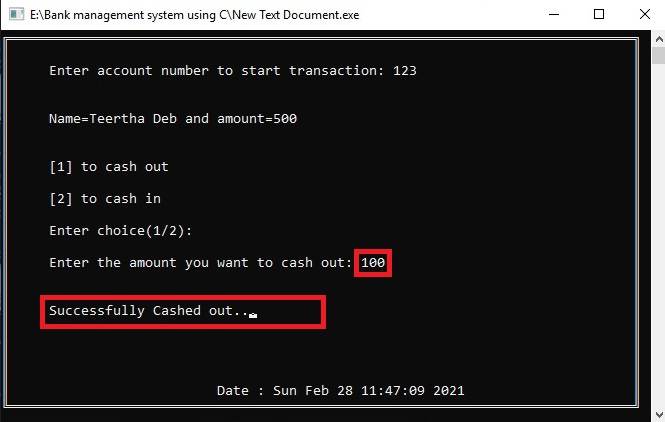 E:\Bank management system using C\New Text Document.exe
Enter account number to start transaction: 123
Name=Teertha Deb and amount=500
[1] to cash out
[2] to cash in
Enter choice(1/2):
Enter the amount you want to cash out: 100
Successfully Cashed out..
Date : Sun Feb 28 11:47:09 2021